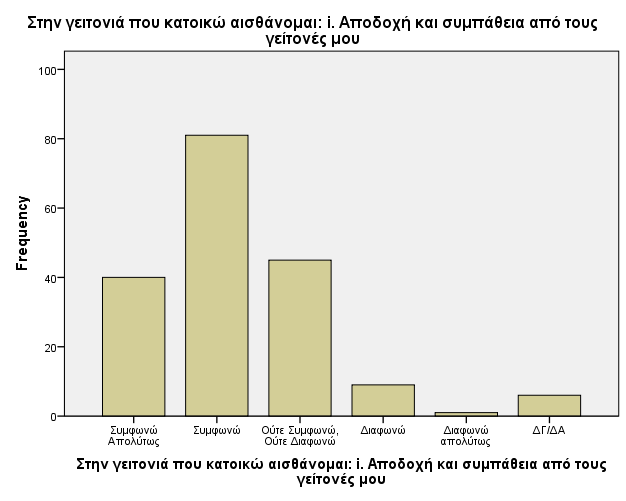 Στην γειτονιά που κατοικώ αισθάνομαι: i. Αποδοχή και συμπάθεια από τους
γείτονές μου
100
80
60
40
20
0
Frequency
Συμφωνώ
Απολύτως
Συμφωνώ
Ούτε Συμφωνώ,
Ούτε Διαφωνώ
Διαφωνώ
Διαφωνώ
απολύτως
ΔΓ/ΔΑ
Στην γειτονιά που κατοικώ αισθάνομαι: i. Αποδοχή και συμπάθεια από τους
γείτονές μου